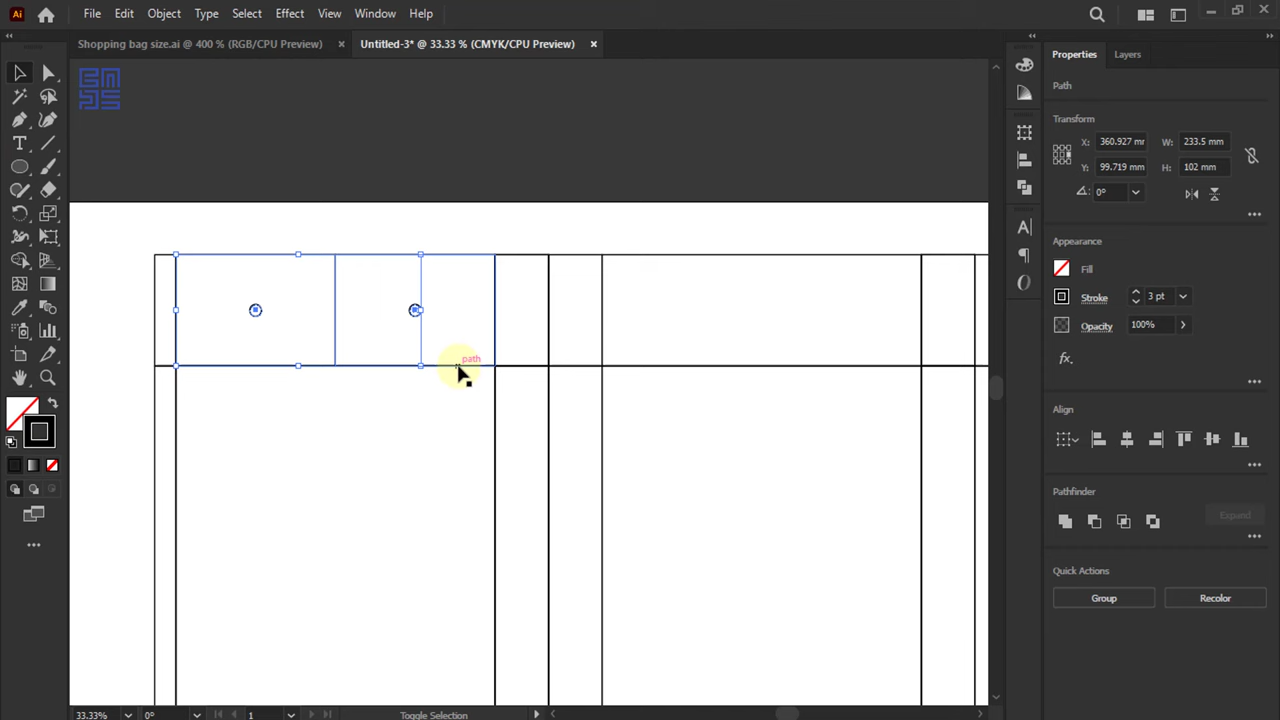 Ai File Edit Object Type Select Effect View Window Help
Shopping bag size.ai @ 400 % (RGB/CPU Preview) × Untitled-3* @ 33.33 % (CMYK/CPU Preview) ×
Properties Layers
Path
Transform
X: 360.927 mm W: 233.5 mm
Y: 99.719 mm H: 102 mm
0°
Appearance
Fill
Stroke 3 pt
Opacity 100%
fx.
path
Align
Pathfinder
Expand
Quick Actions
Group Recolor
33.33% 0° 1 Toggle Selection